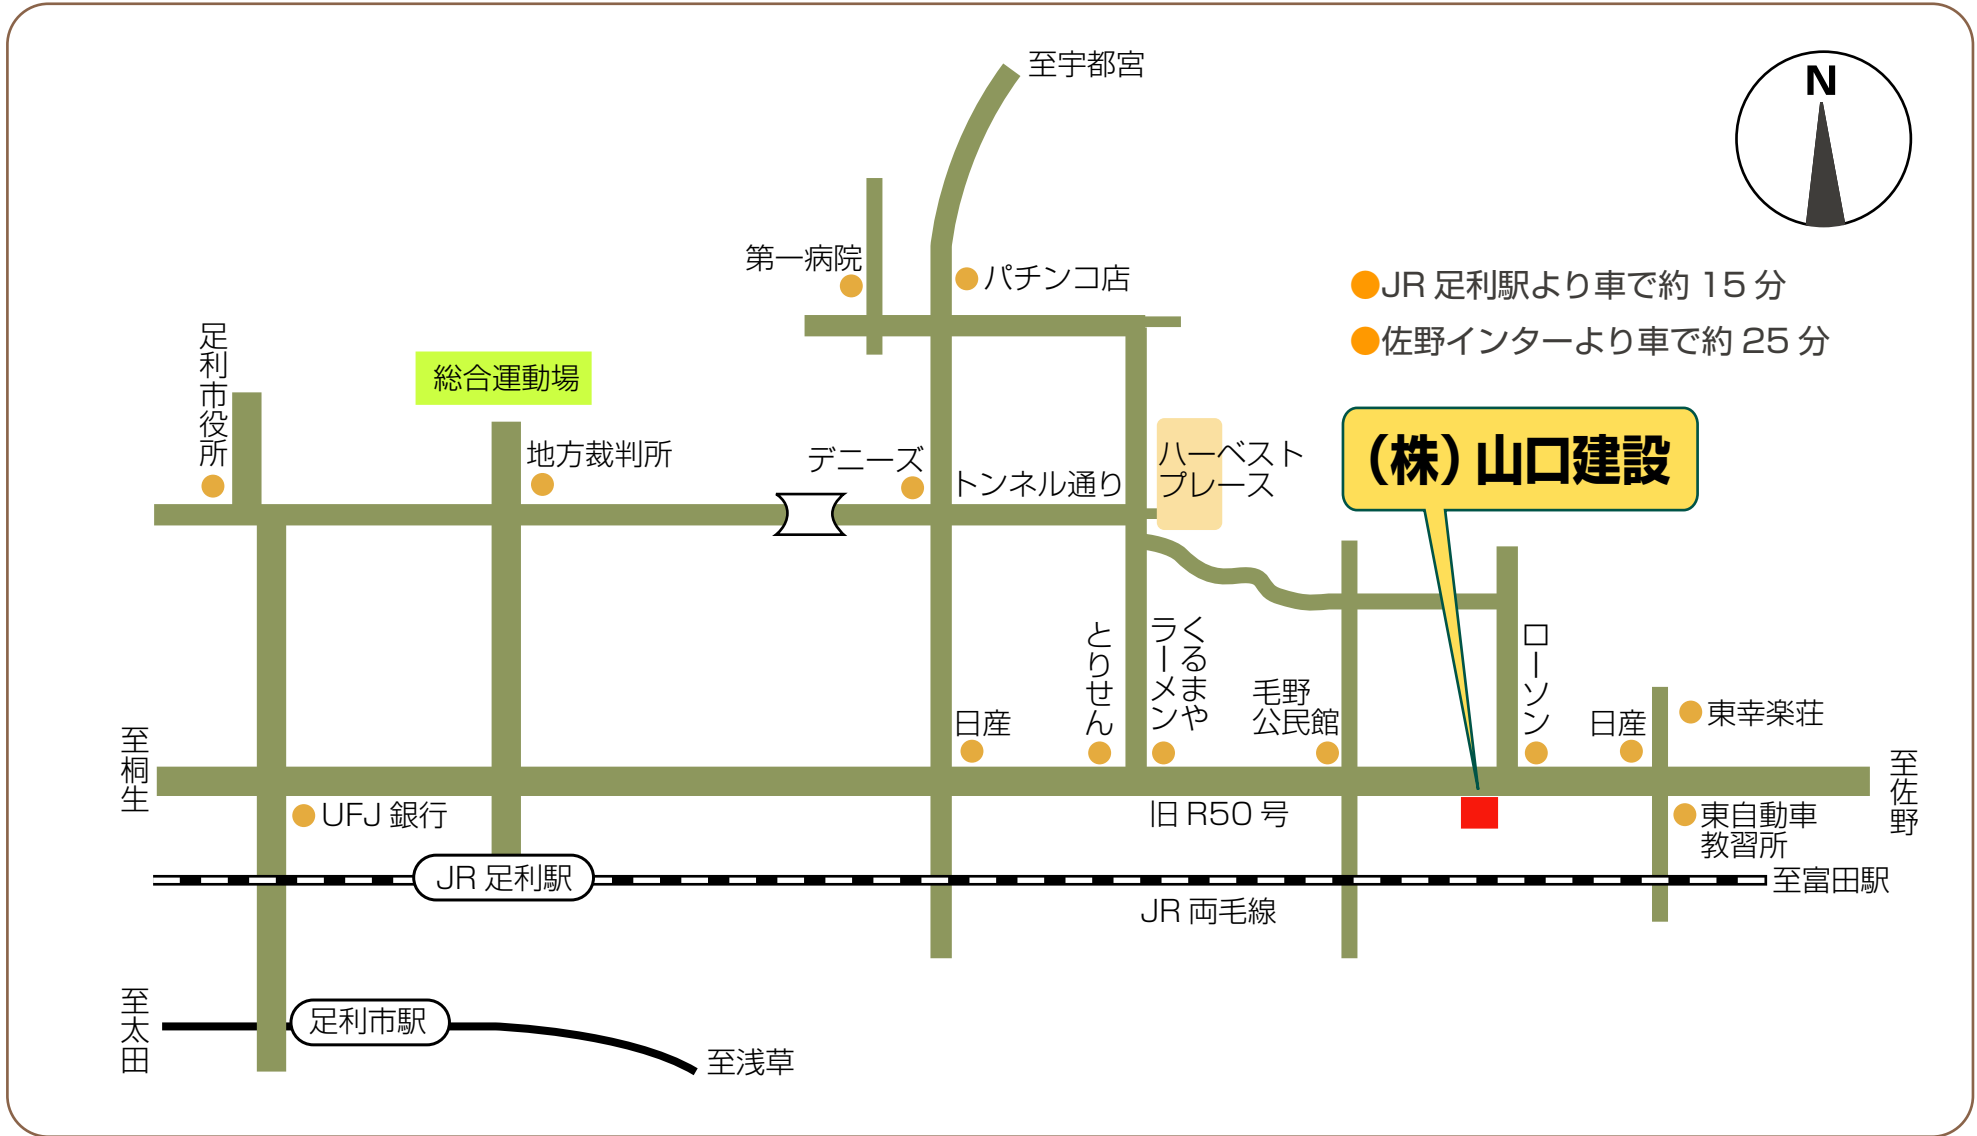 至宇都宮
N
第一病院
パチンコ店
●JR 足利駅より車で約 15 分
●佐野インターより車で約 25 分
足利市役所
総合運動場
地方裁判所
デニーズ
トンネル通り
ハーベスト
プレース
(株)山口建設
とりせん
くるまや
ラーメン
毛野
公民館
ローソン
日産
日産
東幸楽荘
至桐生
至佐野
UFJ 銀行
旧 R50 号
東自動車
教習所
JR 足利駅
至富田駅
JR 両毛線
至太田
足利市駅
至浅草